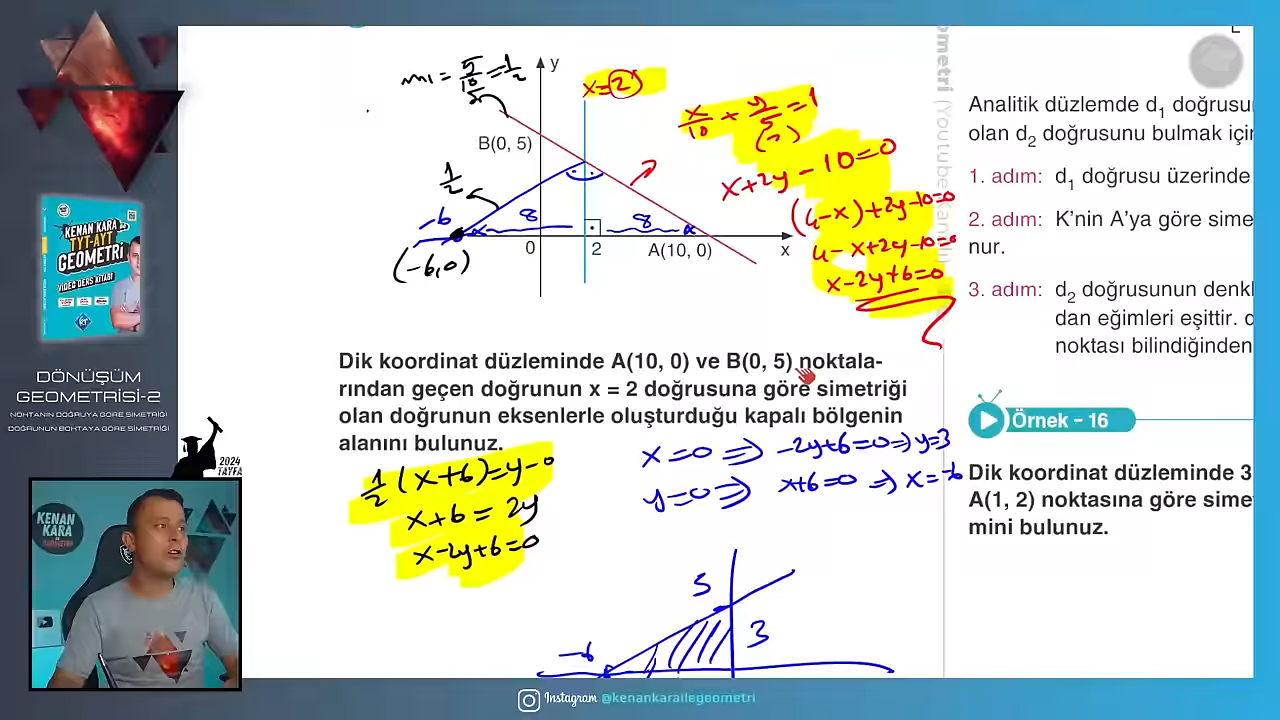 m1 = 5/10 = -1/2
y
x=2
x/10 + y/5 = 1
(2)
B(0, 5)
x+2y-10=0
1/2
(4-x)+2y-10=0
-6
8
8
4-x+2y-10=0
0
2
A(10, 0)
x
(-6,0)
x-2y+6=0
Dik koordinat düzleminde A(10, 0) ve B(0, 5) noktala-
rından geçen doğrunun x = 2 doğrusuna göre simetriği
olan doğrunun eksenlerle oluşturduğu kapalı bölgenin
alanını bulunuz.
x=0 ⇒ -2y+6=0 ⇒ y=3
y=0 ⇒ x+6=0 ⇒ x=-6
1/2 (x+6)=y-0
x+6=2y
x-2y+6=0
3
-6
ometri (Youtube Kanalı)
Analitik düzlemde d1 doğrusu
olan d2 doğrusunu bulmak için
1. adım: d1 doğrusu üzerinde
2. adım: K'nin A'ya göre sime
nur.
3. adım: d2 doğrusunun denkl
dan eğimleri eşittir. d
noktası bilindiğinden
Örnek - 16
Dik koordinat düzleminde 3
A(1, 2) noktasına göre sime
mini bulunuz.
KENAN KARA
TYT-AYT
GEOMETRİ
VİDEO DERS KİTABI
DÖNÜŞÜM
GEOMETRİSİ-2
NOKTANIN DOĞRUYA GÖRE SİMETRİĞİ
DOĞRUNUN NOKTAYA GÖRE SİMETRİĞİ
2024
TAYFA
KENAN
KARA
Instagram @kenankarailegeometri